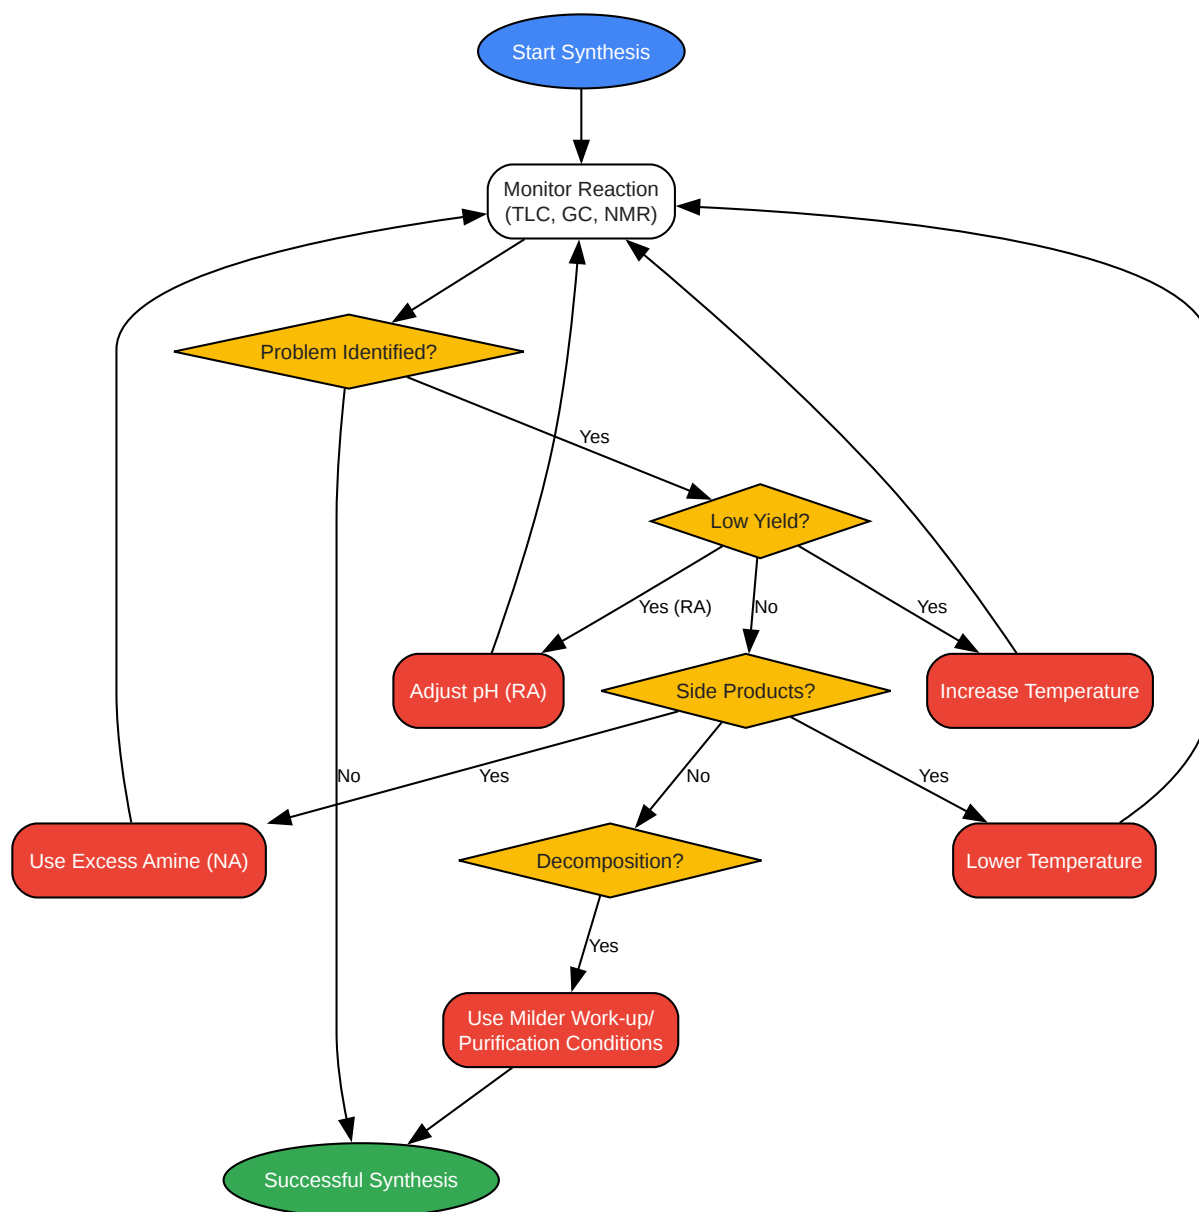 Start Synthesis
Monitor Reaction
(TLC, GC, NMR)
Problem Identified?
Yes
Low Yield?
Yes (RA)
No
Yes
Adjust pH (RA)
Side Products?
Increase Temperature
No
Yes
No
Yes
Use Excess Amine (NA)
Decomposition?
Lower Temperature
Yes
Use Milder Work-up/
Purification Conditions
Successful Synthesis